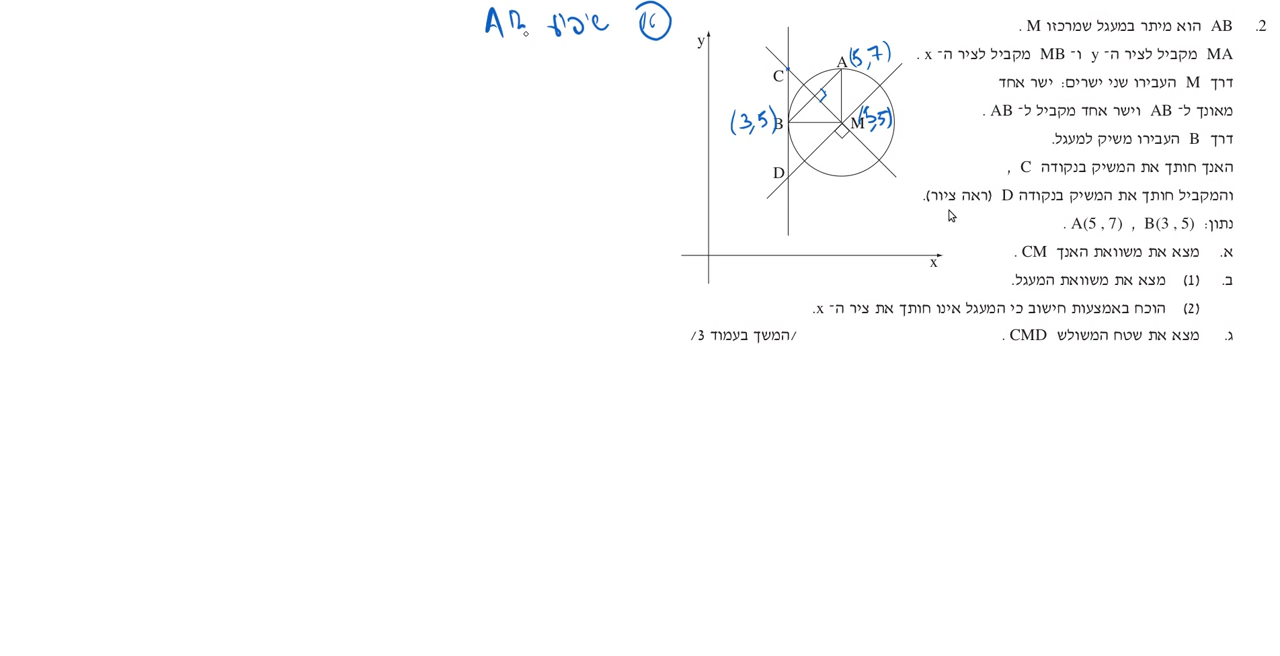 א) שיפוע AB
2. AB הוא מיתר במעגל שמרכזו M .
MA מקביל לציר ה־ y ו־ MB מקביל לציר ה־ x .
דרך M העבירו שני ישרים: ישר אחד
מאונך ל־ AB וישר אחד מקביל ל־ AB .
דרך B העבירו משיק למעגל.
האנך חותך את המשיק בנקודה C ,
והמקביל חותך את המשיק בנקודה D (ראה ציור).
נתון: A(5 , 7) , B(3 , 5) .
א. מצא את משוואת האנך CM .
ב. (1) מצא את משוואת המעגל.
(2) הוכח באמצעות חישוב כי המעגל אינו חותך את ציר ה־ x.
ג. מצא את שטח המשולש CMD .
/המשך בעמוד 3/
y
A (5,7)
C
(3,5) B
M (5,5)
D
x